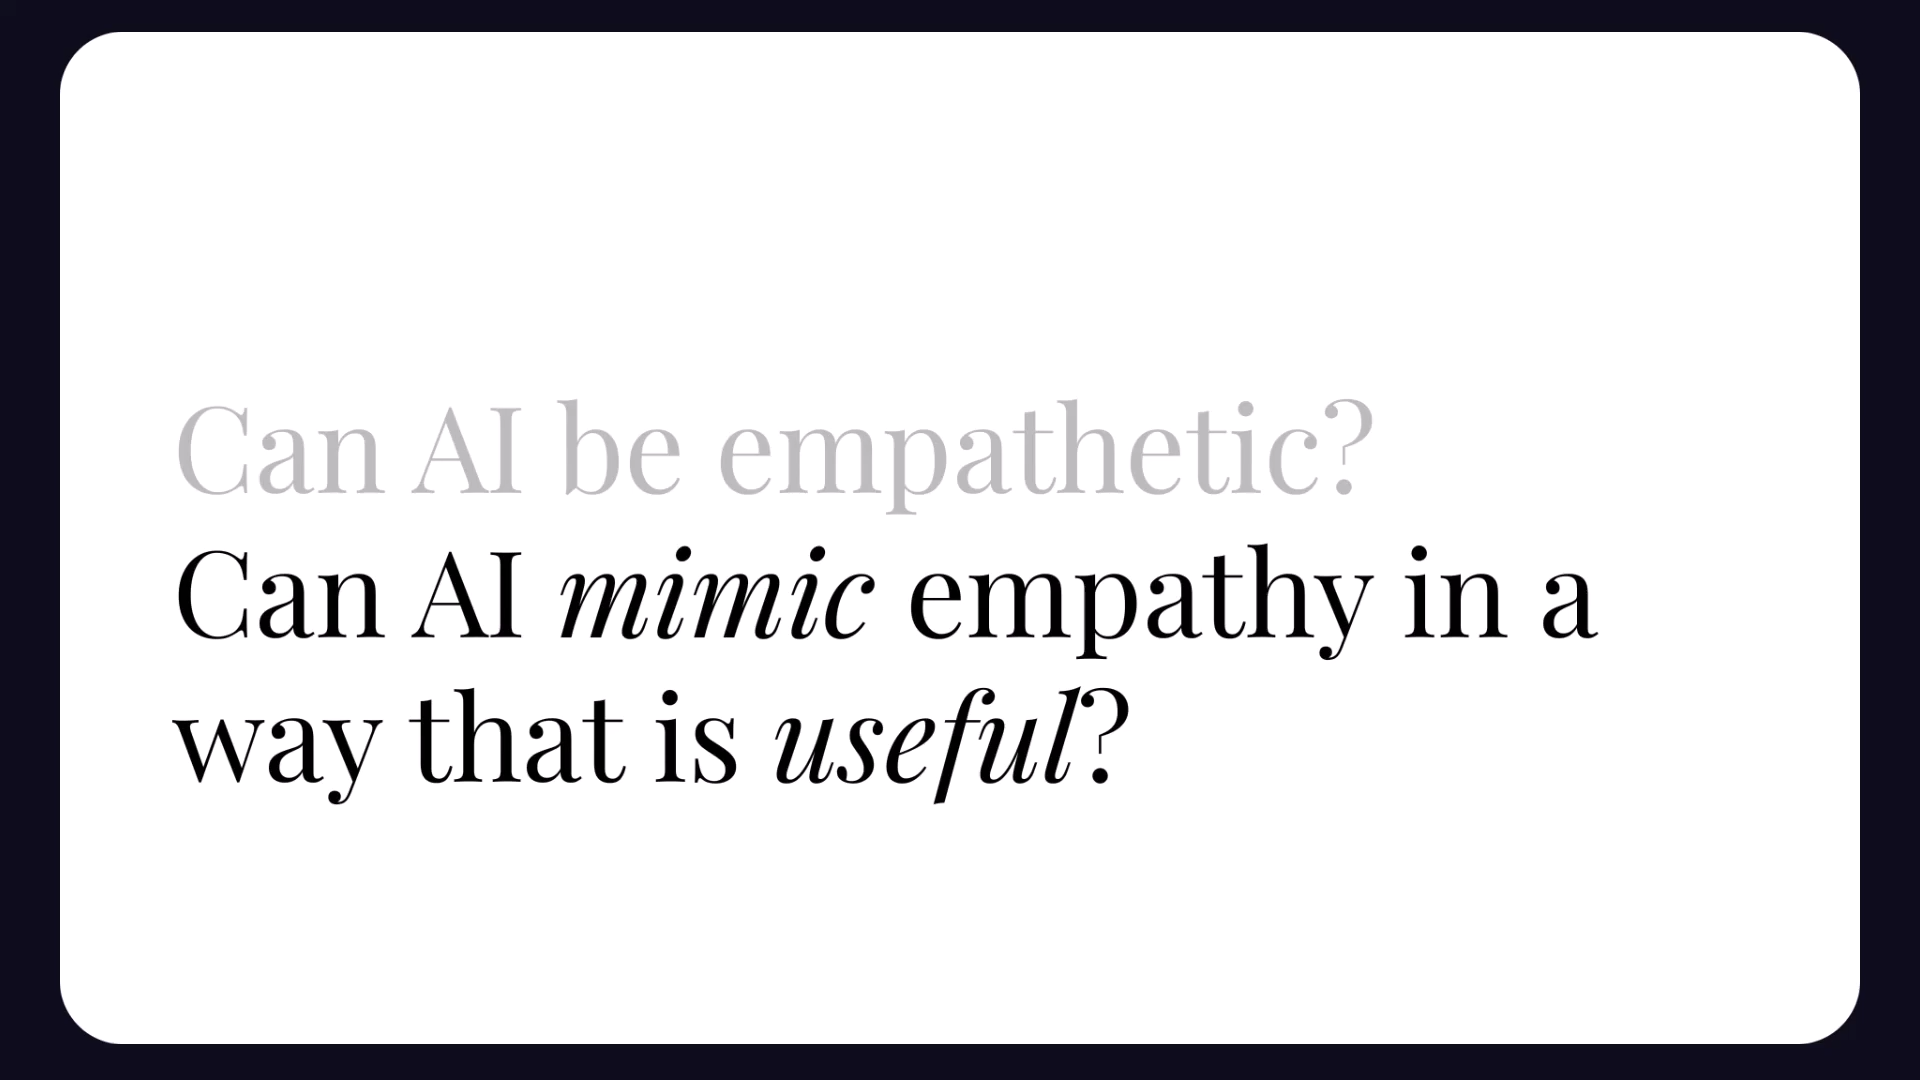 Can AI be empathetic?
Can AI mimic empathy in a
way that is useful?